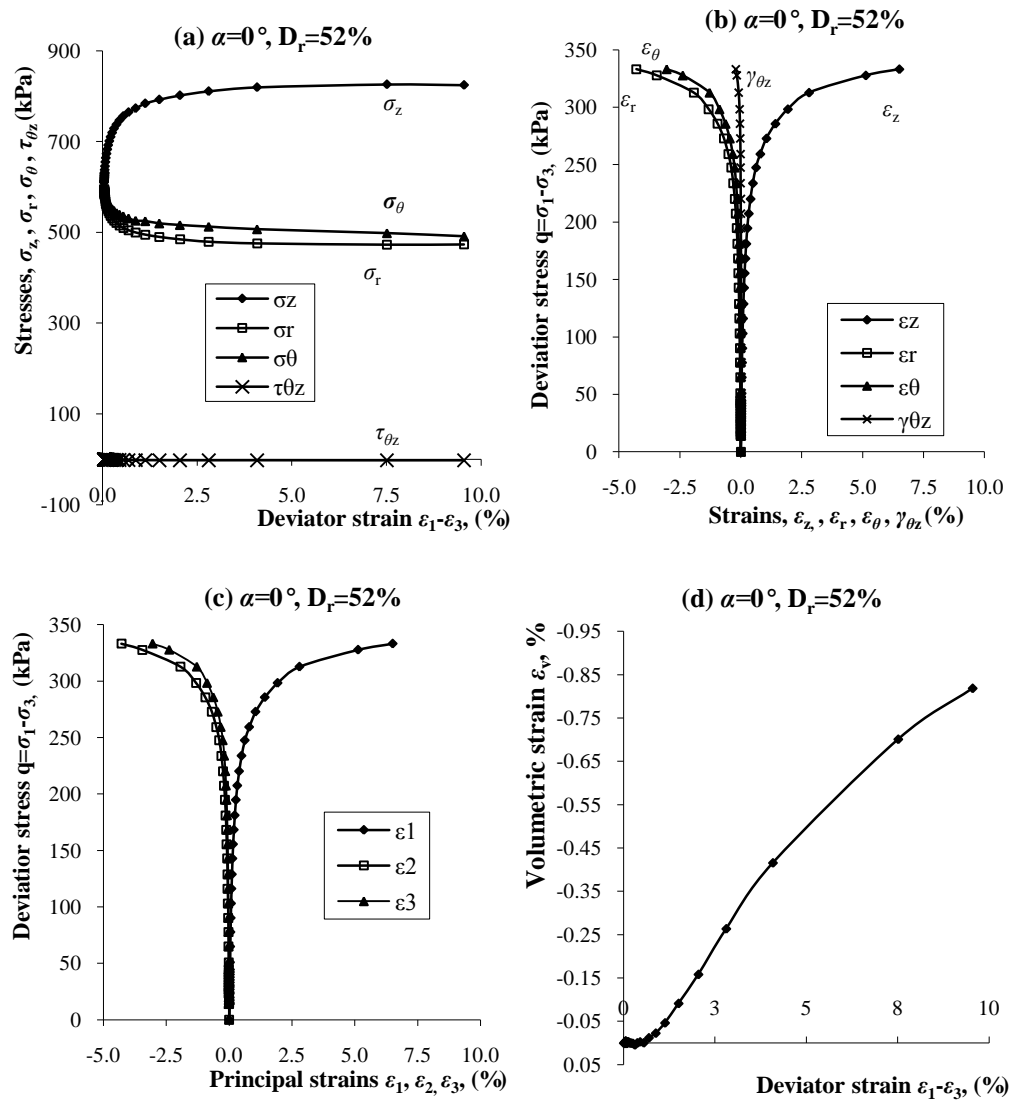 (a) α=0°, Dr=52%
Stresses, σz, , σr , σθ , τθz (kPa)
900
700
500
300
100
-100
σz
σθ
σr
σz
σr
σθ
τθz
τθz
0.0 2.5 5.0 7.5 10.0
Deviator strain ε1-ε3, (%)
(b) α=0°, Dr=52%
Deviatior stress q=σ1-σ3, (kPa)
350
300
250
200
150
100
50
0
εθ
γθz
εr
εz
εz
εr
εθ
γθz
-5.0 -2.5 0.0 2.5 5.0 7.5 10.0
Strains, εz, , εr , εθ , γθz (%)
(c) α=0°, Dr=52%
Deviatior stress q=σ1-σ3, (kPa)
350
300
250
200
150
100
50
0
ε1
ε2
ε3
-5.0 -2.5 0.0 2.5 5.0 7.5 10.0
Principal strains ε1, ε2, ε3, (%)
(d) α=0°, Dr=52%
Volumetric strain εv, %
-0.95
-0.85
-0.75
-0.65
-0.55
-0.45
-0.35
-0.25
-0.15
-0.05
0.05
0 3 5 8 10
Deviator strain ε1-ε3, (%)